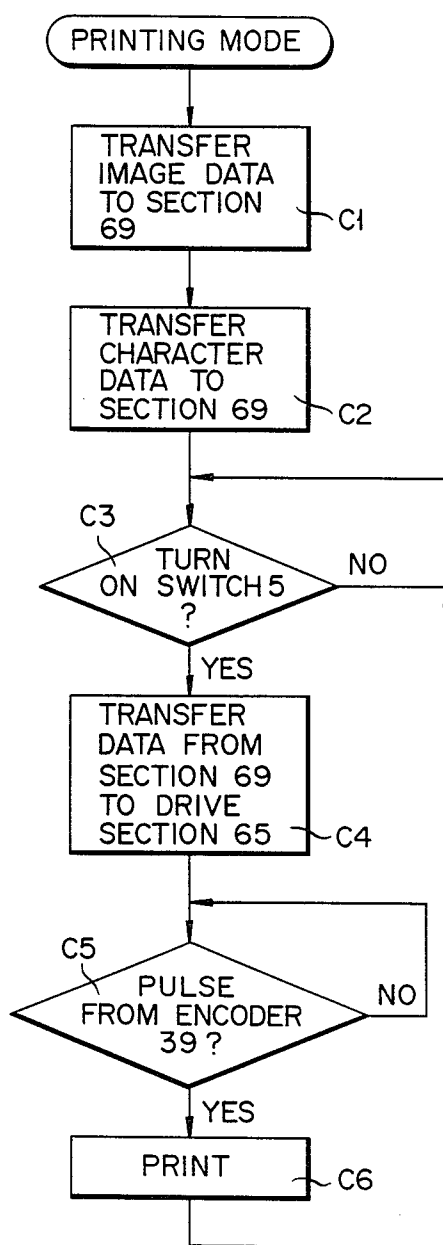 PRINTING MODE
TRANSFER
IMAGE DATA
TO SECTION
69
C1
TRANSFER
CHARACTER
DATA TO
SECTION 69
C2
C3
TURN
ON SWITCH 5
?
NO
YES
TRANSFER
DATA FROM
SECTION 69
TO DRIVE
SECTION 65
C4
C5
PULSE
FROM ENCODER
39 ?
NO
YES
PRINT
C6